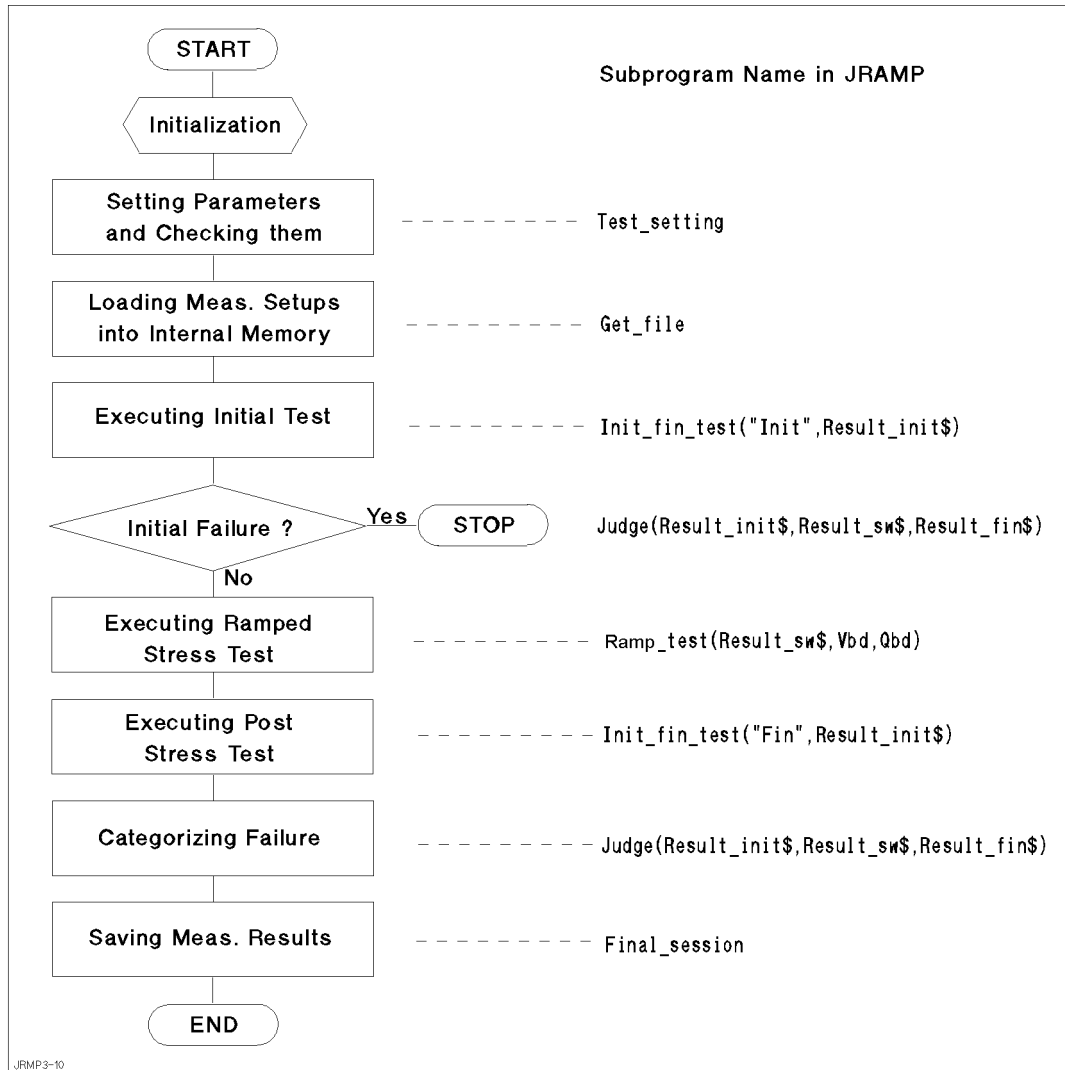 START
Subprogram Name in JRAMP
Initialization
Setting Parameters
and Checking them
Test_setting
Loading Meas. Setups
into Internal Memory
Get_file
Executing Initial Test
Init_fin_test("Init",Result_init$)
Initial Failure ?
Yes
STOP
Judge(Result_init$,Result_sw$,Result_fin$)
No
Executing Ramped
Stress Test
Ramp_test(Result_sw$,Vbd,Qbd)
Executing Post
Stress Test
Init_fin_test("Fin",Result_init$)
Categorizing Failure
Judge(Result_init$,Result_sw$,Result_fin$)
Saving Meas. Results
Final_session
END
JRMP3-10